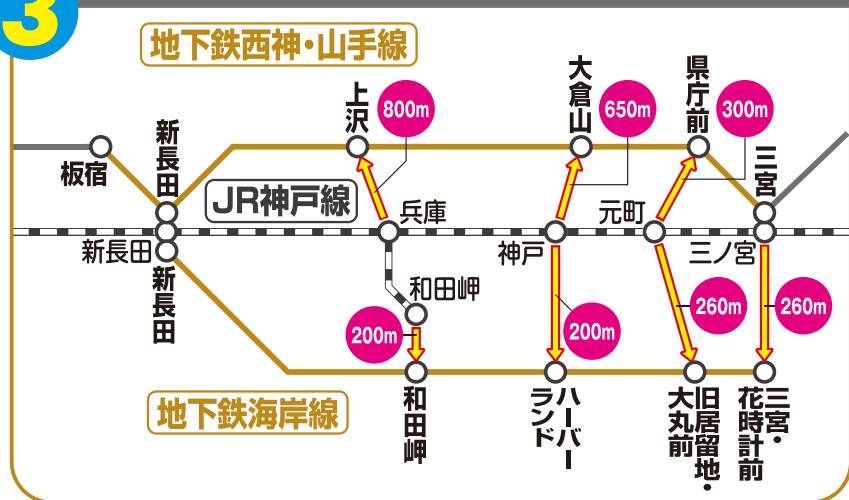 3
地下鉄西神・山手線
板宿
新長田
上沢
800m
大倉山
650m
県庁前
300m
三宮
JR神戸線
新長田
兵庫
神戸
元町
三ノ宮
新長田
和田岬
200m
200m
260m
260m
地下鉄海岸線
和田岬
ハーバー
ランド
旧居留地・
大丸前
三宮・
花時計前